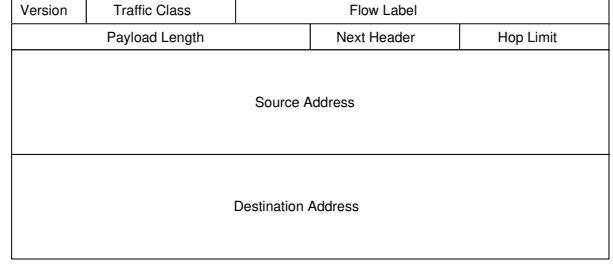 Version Traffic Class Flow Label
Payload Length Next Header Hop Limit
Source Address
Destination Address